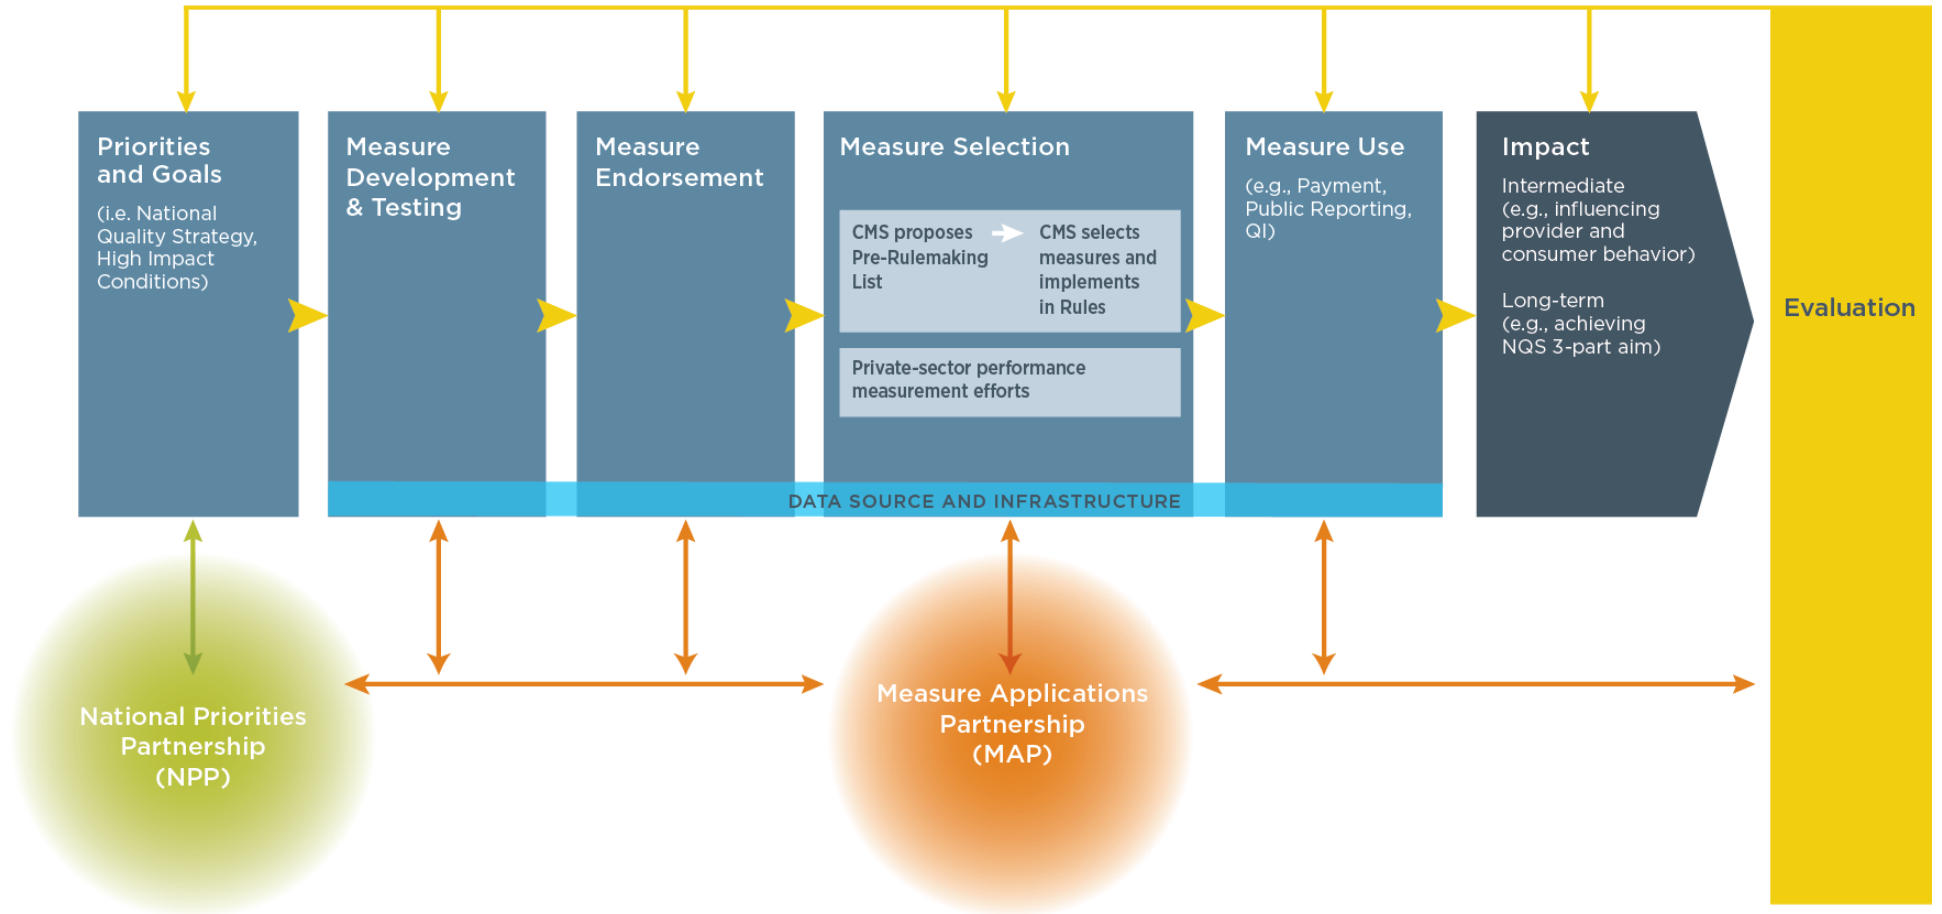 Priorities
and Goals
(i.e. National
Quality Strategy,
High Impact
Conditions)
Measure
Development
& Testing
Measure
Endorsement
Measure Selection
CMS proposes
Pre-Rulemaking
List
CMS selects
measures and
implements
in Rules
Private-sector performance
measurement efforts
Measure Use
(e.g., Payment,
Public Reporting,
QI)
Impact
Intermediate
(e.g., influencing
provider and
consumer behavior)
Long-term
(e.g., achieving
NQS 3-part aim)
Evaluation
DATA SOURCE AND INFRASTRUCTURE
National Priorities
Partnership
(NPP)
Measure Applications
Partnership
(MAP)